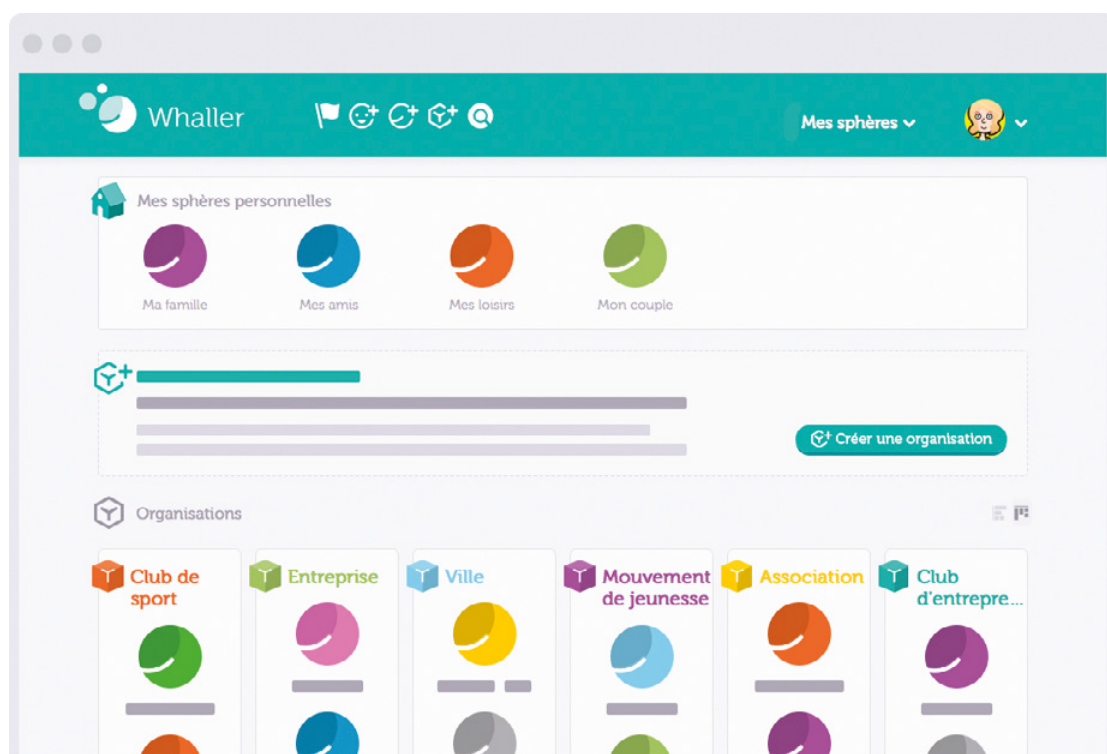 Whaller
Mes sphères
Mes sphères personnelles
Ma famille
Mes amis
Mes loisirs
Mon couple
Créer une organisation
Organisations
Club de
sport
Entreprise
Ville
Mouvement
de jeunesse
Association
Club
d'entrepre...